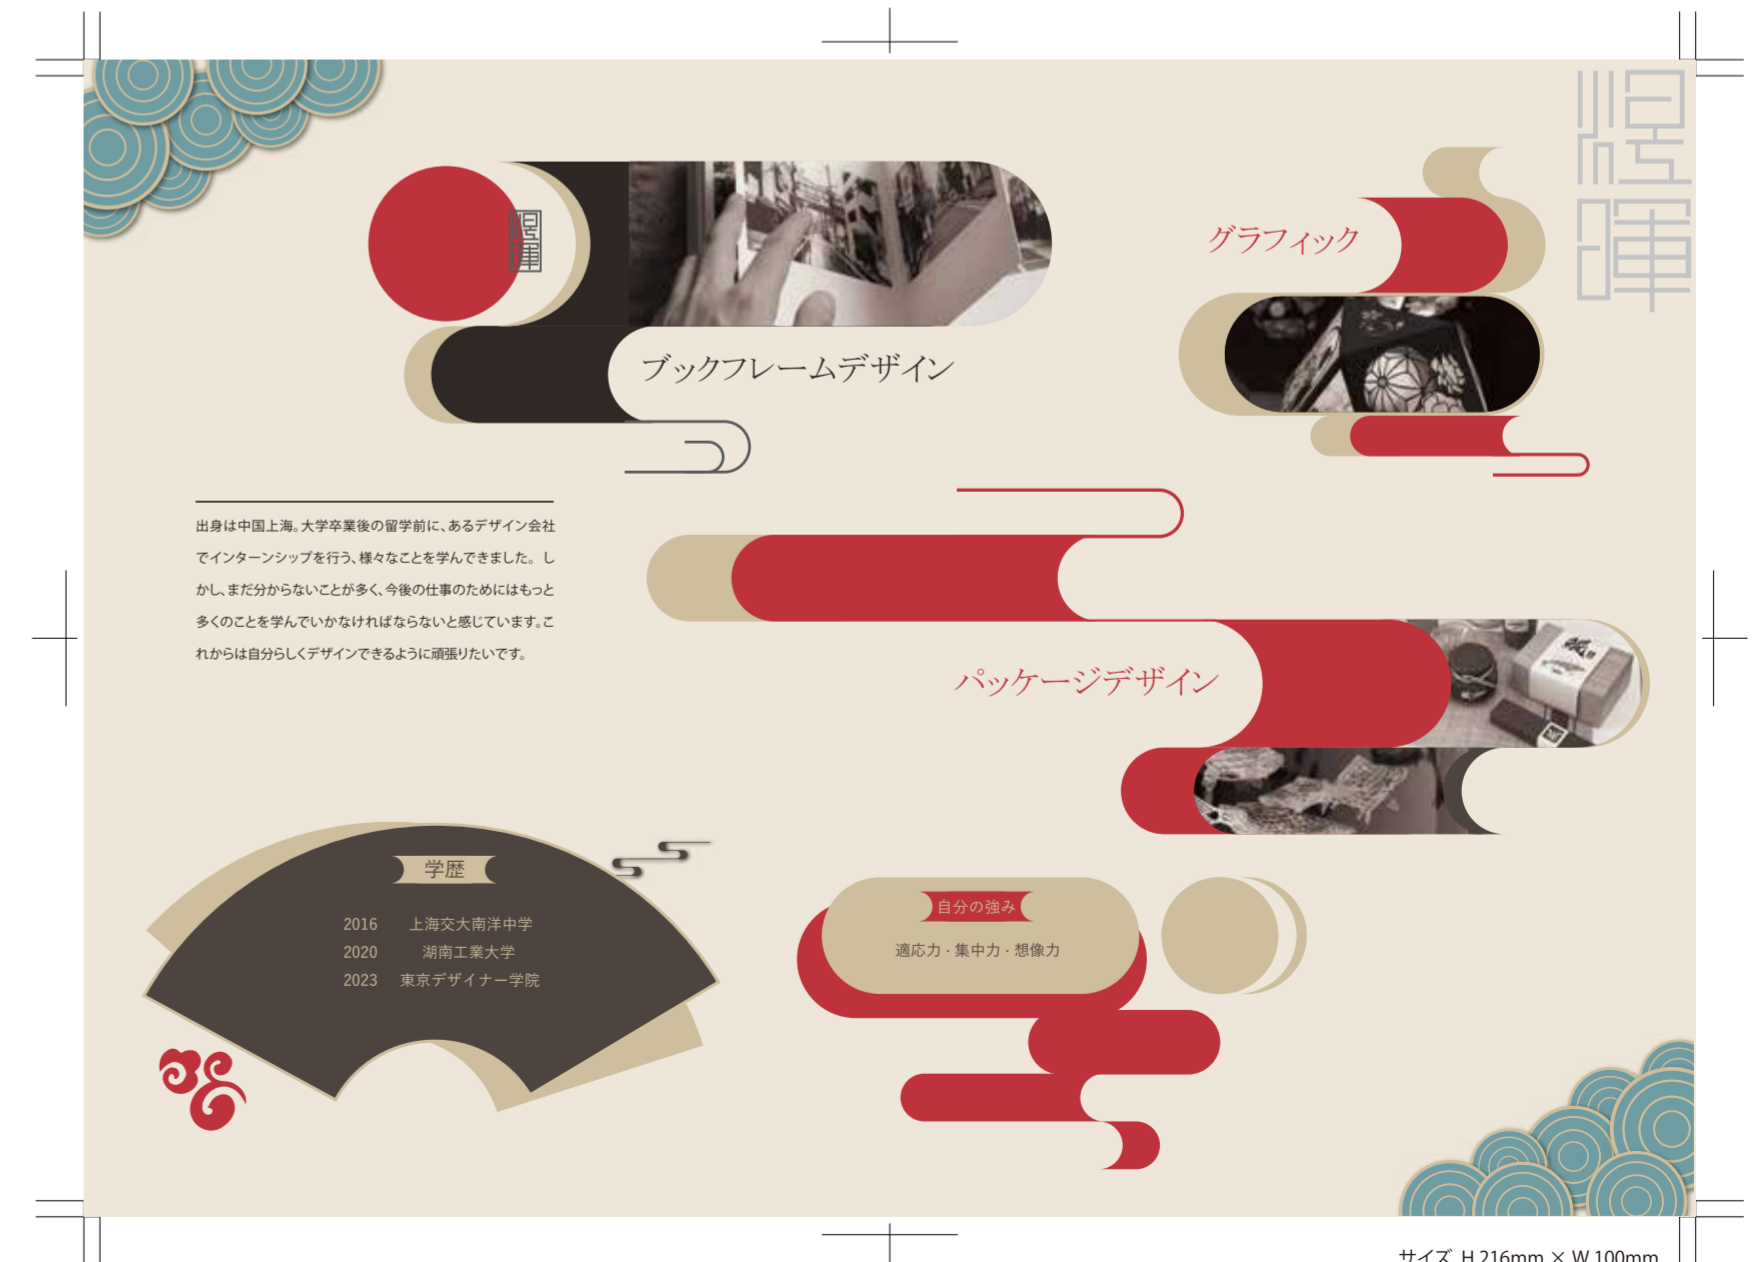 涅暉
涅暉
グラフィック
ブックフレームデザイン
出身は中国上海。大学卒業後の留学前に、あるデザイン会社
でインターンシップを行う、様々なことを学んできました。し
かし、まだ分からないことが多く、今後の仕事のためにはもっと
多くのことを学んでいかなければならないと感じています。こ
れからは自分らしくデザインできるように頑張りたいです。
パッケージデザイン
学歴
2016 上海交大南洋中学
2020 湖南工業大学
2023 東京デザイナー学院
自分の強み
適応力・集中力・想像力
サイズ H 216mm × W 100mm